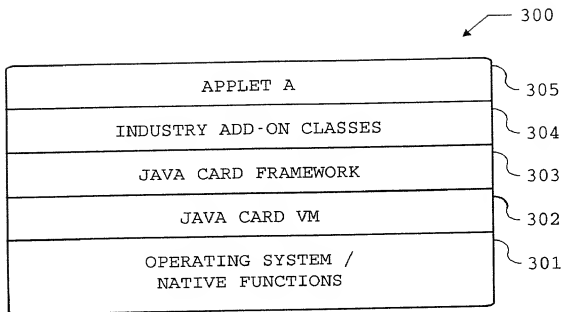 300
APPLET A
305
INDUSTRY ADD-ON CLASSES
304
JAVA CARD FRAMEWORK
303
JAVA CARD VM
302
OPERATING SYSTEM /
NATIVE FUNCTIONS
301